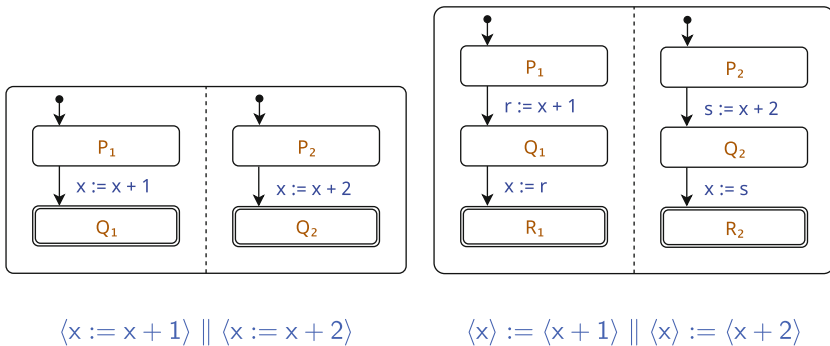 P₁ P₂
x := x + 1 x := x + 2
Q₁ Q₂
⟨x := x + 1⟩ ∥ ⟨x := x + 2⟩
P₁ P₂
r := x + 1 s := x + 2
Q₁ Q₂
x := r x := s
R₁ R₂
⟨x⟩ := ⟨x + 1⟩ ∥ ⟨x⟩ := ⟨x + 2⟩